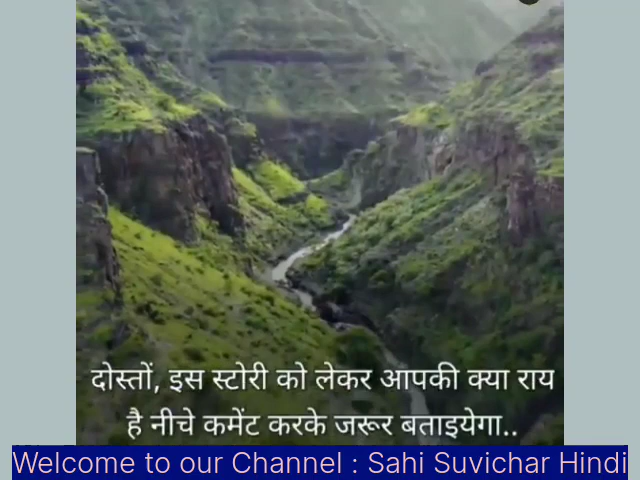 दोस्तों, इस स्टोरी को लेकर आपकी क्या राय
है नीचे कमेंट करके जरूर बताइयेगा..
Welcome to our Channel : Sahi Suvichar Hindi